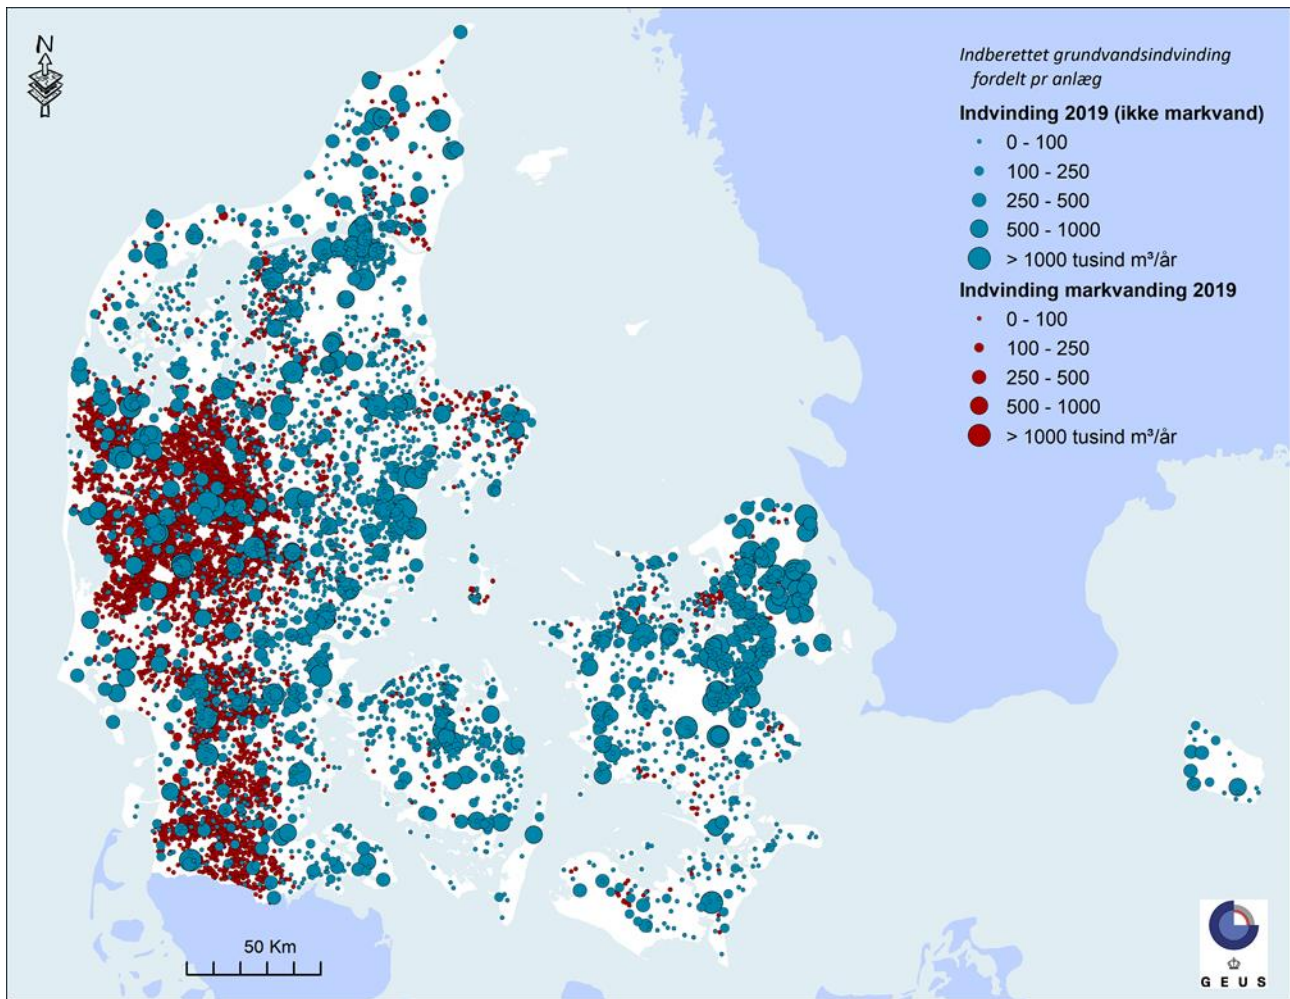 N
Indberettet grundvandsindvinding
fordelt pr anlæg
Indvinding 2019 (ikke markvand)
0 - 100
100 - 250
250 - 500
500 - 1000
> 1000 tusind m³/år
Indvinding markvanding 2019
0 - 100
100 - 250
250 - 500
500 - 1000
> 1000 tusind m³/år
50 Km
G E U S